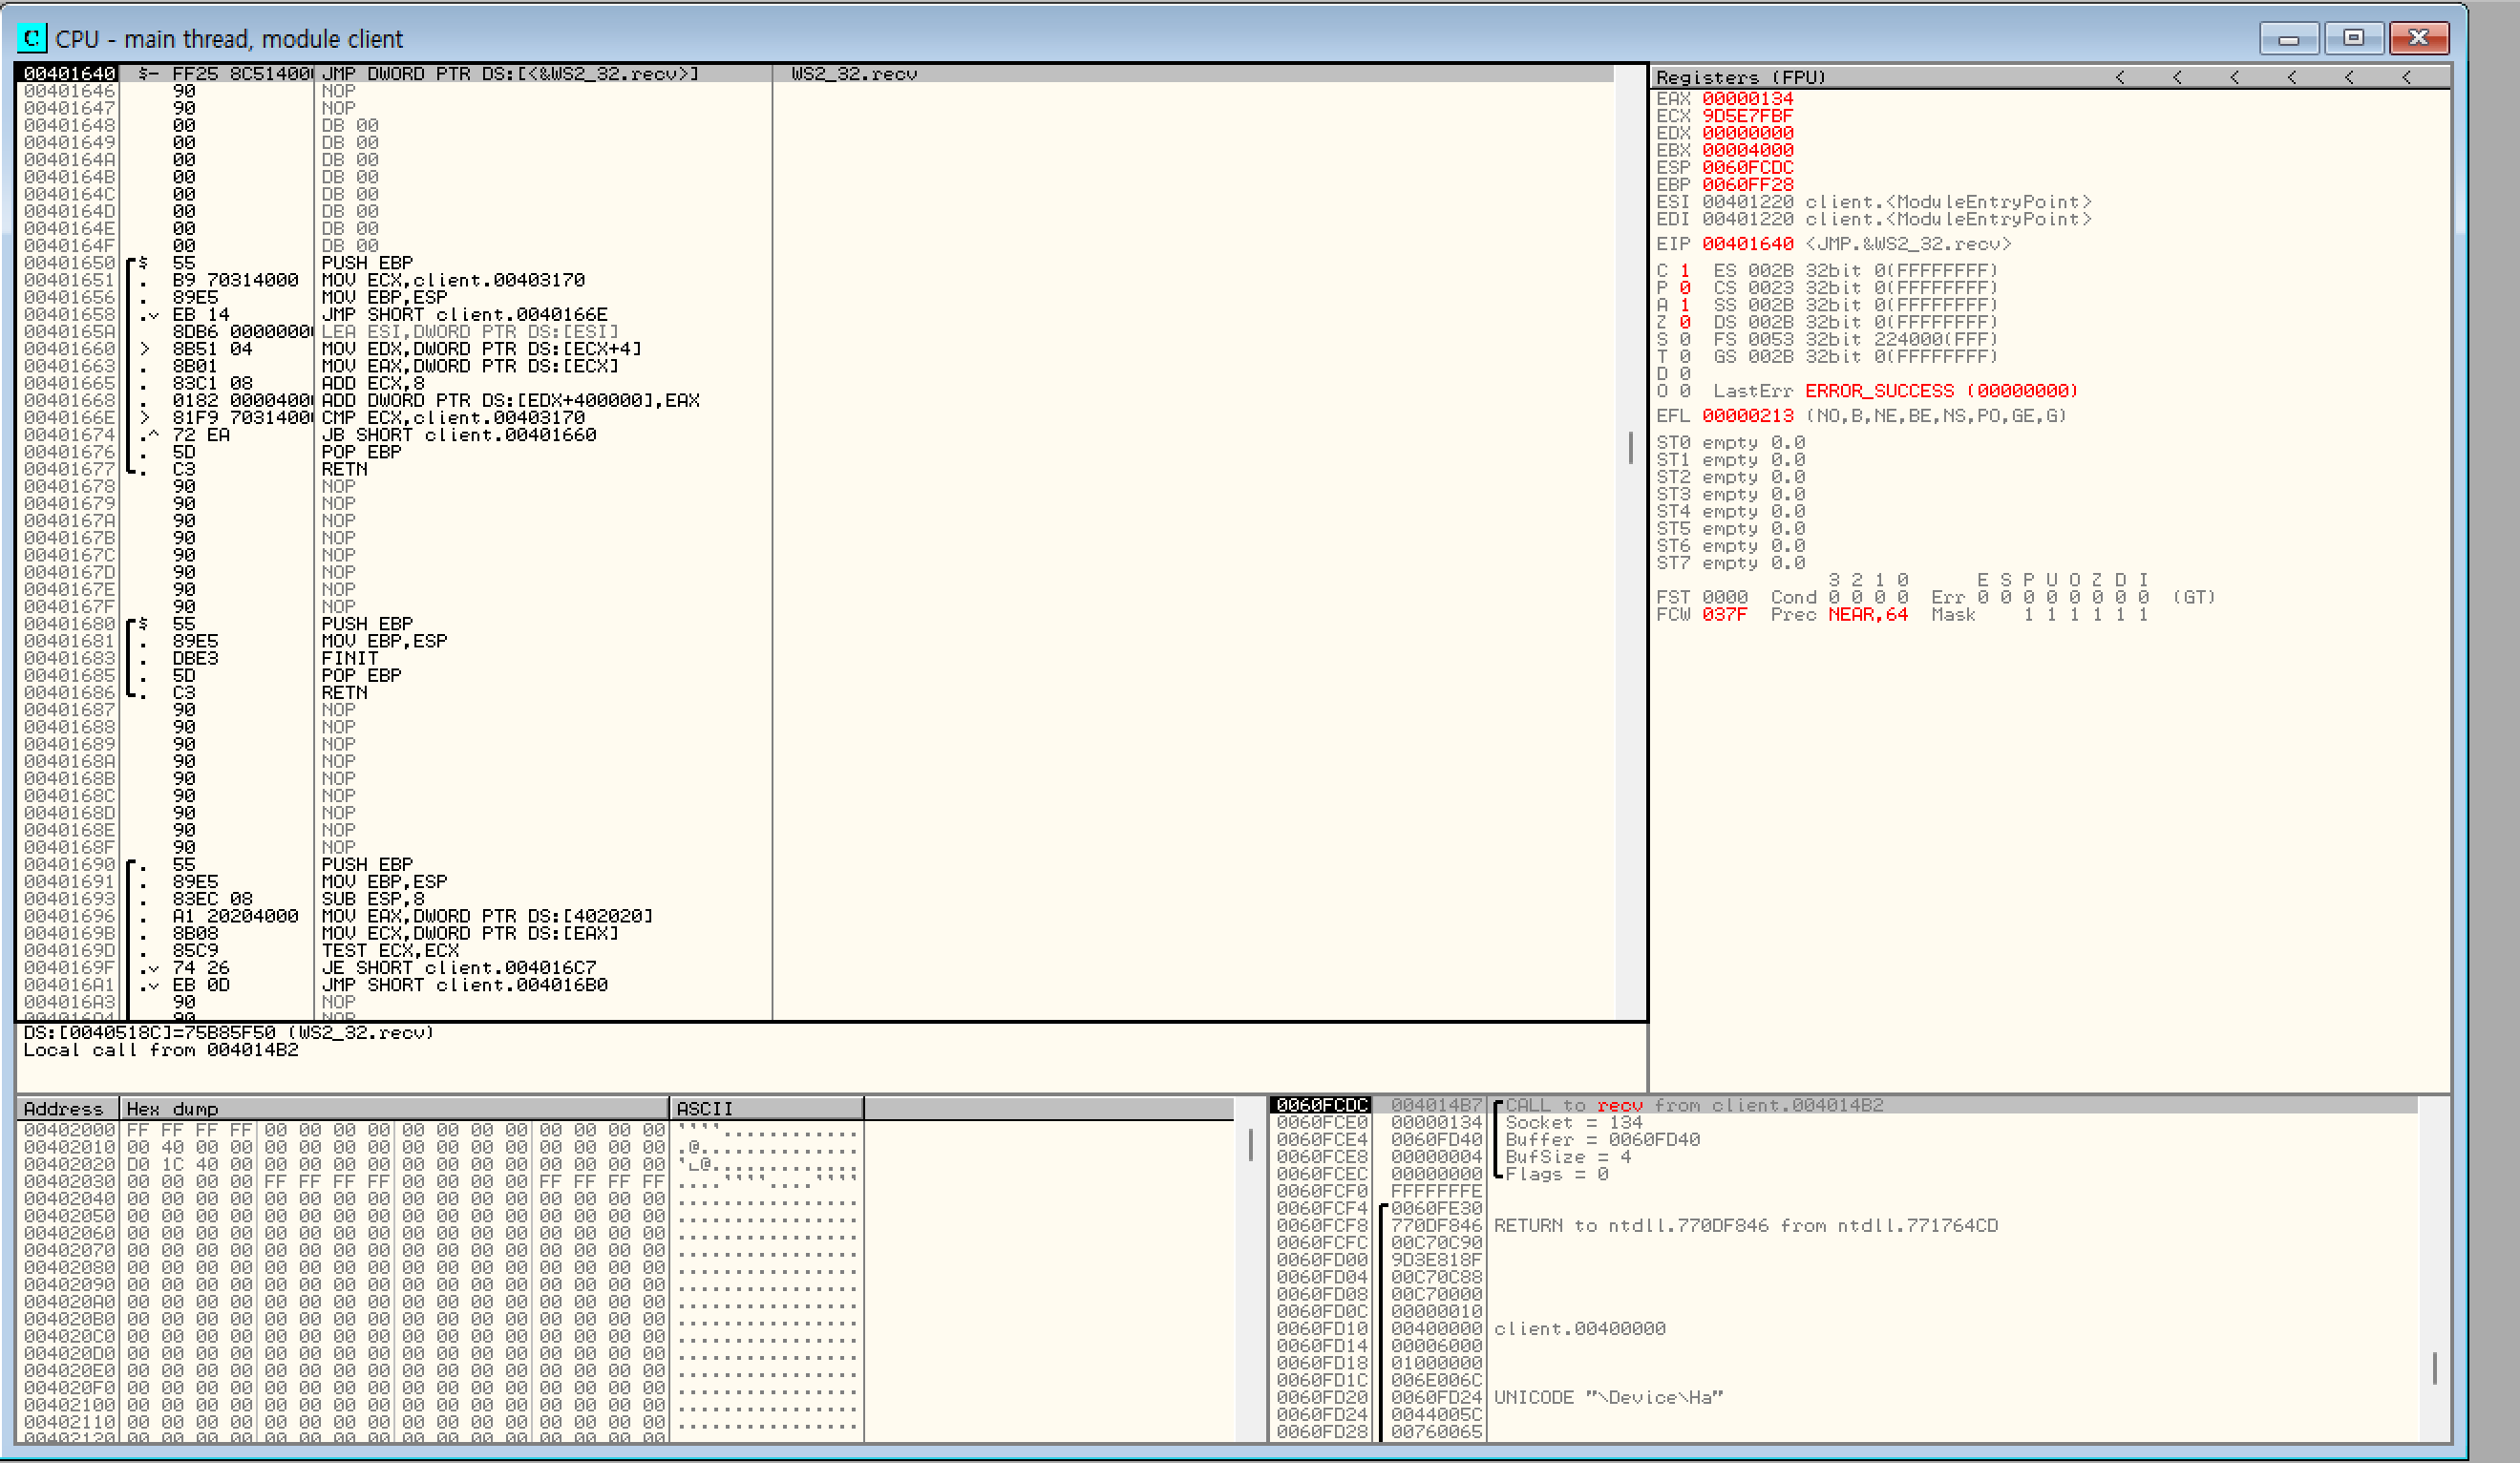 C CPU - main thread, module client
00401640 $- FF25 8C514000 JMP DWORD PTR DS:[<&WS2_32.recv>] WS2_32.recv
00401646 90 NOP
00401647 90 NOP
00401648 00 DB 00
00401649 00 DB 00
0040164A 00 DB 00
0040164B 00 DB 00
0040164C 00 DB 00
0040164D 00 DB 00
0040164E 00 DB 00
0040164F 00 DB 00
00401650 $ 55 PUSH EBP
00401651 . B9 70314000 MOV ECX,client.00403170
00401656 . 89E5 MOV EBP,ESP
00401658 .v EB 14 JMP SHORT client.0040166E
0040165A 8DB6 00000000 LEA ESI,DWORD PTR DS:[ESI]
00401660 > 8B51 04 MOV EDX,DWORD PTR DS:[ECX+4]
00401663 . 8B01 MOV EAX,DWORD PTR DS:[ECX]
00401665 . 83C1 08 ADD ECX,8
00401668 . 0182 00004000 ADD DWORD PTR DS:[EDX+400000],EAX
0040166E > 81F9 70314000 CMP ECX,client.00403170
00401674 .^ 72 EA JB SHORT client.00401660
00401676 . 5D POP EBP
00401677 . C3 RETN
00401678 90 NOP
00401679 90 NOP
0040167A 90 NOP
0040167B 90 NOP
0040167C 90 NOP
0040167D 90 NOP
0040167E 90 NOP
0040167F 90 NOP
00401680 $ 55 PUSH EBP
00401681 . 89E5 MOV EBP,ESP
00401683 . DBE3 FINIT
00401685 . 5D POP EBP
00401686 . C3 RETN
00401687 90 NOP
00401688 90 NOP
00401689 90 NOP
0040168A 90 NOP
0040168B 90 NOP
0040168C 90 NOP
0040168D 90 NOP
0040168E 90 NOP
0040168F 90 NOP
00401690 . 55 PUSH EBP
00401691 . 89E5 MOV EBP,ESP
00401693 . 83EC 08 SUB ESP,8
00401696 . A1 20204000 MOV EAX,DWORD PTR DS:[402020]
0040169B . 8B08 MOV ECX,DWORD PTR DS:[EAX]
0040169D . 85C9 TEST ECX,ECX
0040169F .v 74 26 JE SHORT client.004016C7
004016A1 .v EB 0D JMP SHORT client.004016B0
004016A3 90 NOP
004016A4 90 NOP
DS:[0040518C]=75B85F50 (WS2_32.recv)
Local call from 004014B2
Registers (FPU) < < < < < <
EAX 00000134
ECX 9D5E7FBF
EDX 00000000
EBX 00004000
ESP 0060FCDC
EBP 0060FF28
ESI 00401220 client.<ModuleEntryPoint>
EDI 00401220 client.<ModuleEntryPoint>
EIP 00401640 <JMP.&WS2_32.recv>
C 1 ES 002B 32bit 0(FFFFFFFF)
P 0 CS 0023 32bit 0(FFFFFFFF)
A 1 SS 002B 32bit 0(FFFFFFFF)
Z 0 DS 002B 32bit 0(FFFFFFFF)
S 0 FS 0053 32bit 224000(FFF)
T 0 GS 002B 32bit 0(FFFFFFFF)
D 0
O 0 LastErr ERROR_SUCCESS (00000000)
EFL 00000213 (NO,B,NE,BE,NS,PO,GE,G)
ST0 empty 0.0
ST1 empty 0.0
ST2 empty 0.0
ST3 empty 0.0
ST4 empty 0.0
ST5 empty 0.0
ST6 empty 0.0
ST7 empty 0.0
3 2 1 0 E S P U O Z D I
FST 0000 Cond 0 0 0 0 Err 0 0 0 0 0 0 0 0 (GT)
FCW 037F Prec NEAR,64 Mask 1 1 1 1 1 1
Address Hex dump ASCII
00402000 FF FF FF FF 00 00 00 00 00 00 00 00 00 00 00 00 ............
00402010 00 40 00 00 00 00 00 00 00 00 00 00 00 00 00 00 .@..............
00402020 D0 1C 40 00 00 00 00 00 00 00 00 00 00 00 00 00 @.............
00402030 00 00 00 00 FF FF FF FF 00 00 00 00 FF FF FF FF .... ....
00402040 00 00 00 00 00 00 00 00 00 00 00 00 00 00 00 00 ................
00402050 00 00 00 00 00 00 00 00 00 00 00 00 00 00 00 00 ................
00402060 00 00 00 00 00 00 00 00 00 00 00 00 00 00 00 00 ................
00402070 00 00 00 00 00 00 00 00 00 00 00 00 00 00 00 00 ................
00402080 00 00 00 00 00 00 00 00 00 00 00 00 00 00 00 00 ................
00402090 00 00 00 00 00 00 00 00 00 00 00 00 00 00 00 00 ................
004020A0 00 00 00 00 00 00 00 00 00 00 00 00 00 00 00 00 ................
004020B0 00 00 00 00 00 00 00 00 00 00 00 00 00 00 00 00 ................
004020C0 00 00 00 00 00 00 00 00 00 00 00 00 00 00 00 00 ................
004020D0 00 00 00 00 00 00 00 00 00 00 00 00 00 00 00 00 ................
004020E0 00 00 00 00 00 00 00 00 00 00 00 00 00 00 00 00 ................
004020F0 00 00 00 00 00 00 00 00 00 00 00 00 00 00 00 00 ................
00402100 00 00 00 00 00 00 00 00 00 00 00 00 00 00 00 00 ................
00402110 00 00 00 00 00 00 00 00 00 00 00 00 00 00 00 00 ................
00402120 00 00 00 00 00 00 00 00 00 00 00 00 00 00 00 00
0060FCDC 004014B7 CALL to recv from client.004014B2
0060FCE0 00000134 Socket = 134
0060FCE4 0060FD40 Buffer = 0060FD40
0060FCE8 00000004 BufSize = 4
0060FCEC 00000000 Flags = 0
0060FCF0 FFFFFFFE
0060FCF4 0060FE30
0060FCF8 770DF846 RETURN to ntdll.770DF846 from ntdll.771764CD
0060FCFC 00C70C90
0060FD00 9D3E818F
0060FD04 00C70C88
0060FD08 00C70000
0060FD0C 00000010
0060FD10 00400000 client.00400000
0060FD14 00006000
0060FD18 01000000
0060FD1C 006E006C
0060FD20 0060FD24 UNICODE "\Device\Ha"
0060FD24 0044005C
0060FD28 00760065